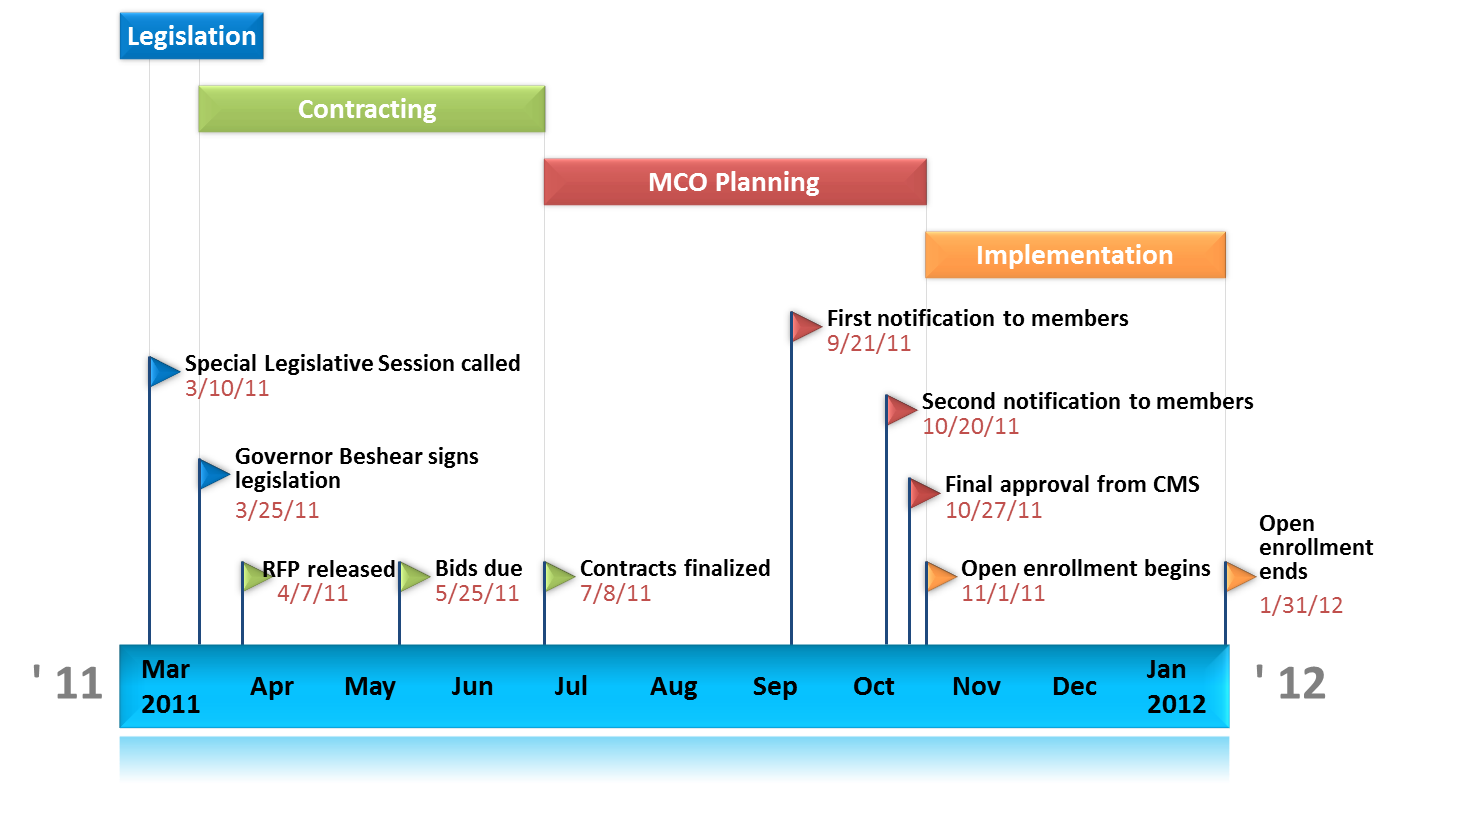 Legislation
Contracting
MCO Planning
Implementation
First notification to members
9/21/11
Special Legislative Session called
3/10/11
Second notification to members
10/20/11
Governor Beshear signs
legislation
3/25/11
Final approval from CMS
10/27/11
RFP released
4/7/11
Bids due
5/25/11
Contracts finalized
7/8/11
Open enrollment begins
11/1/11
Open
enrollment
ends
1/31/12
' 11
Mar
2011
Apr
May
Jun
Jul
Aug
Sep
Oct
Nov
Dec
Jan
2012
' 12